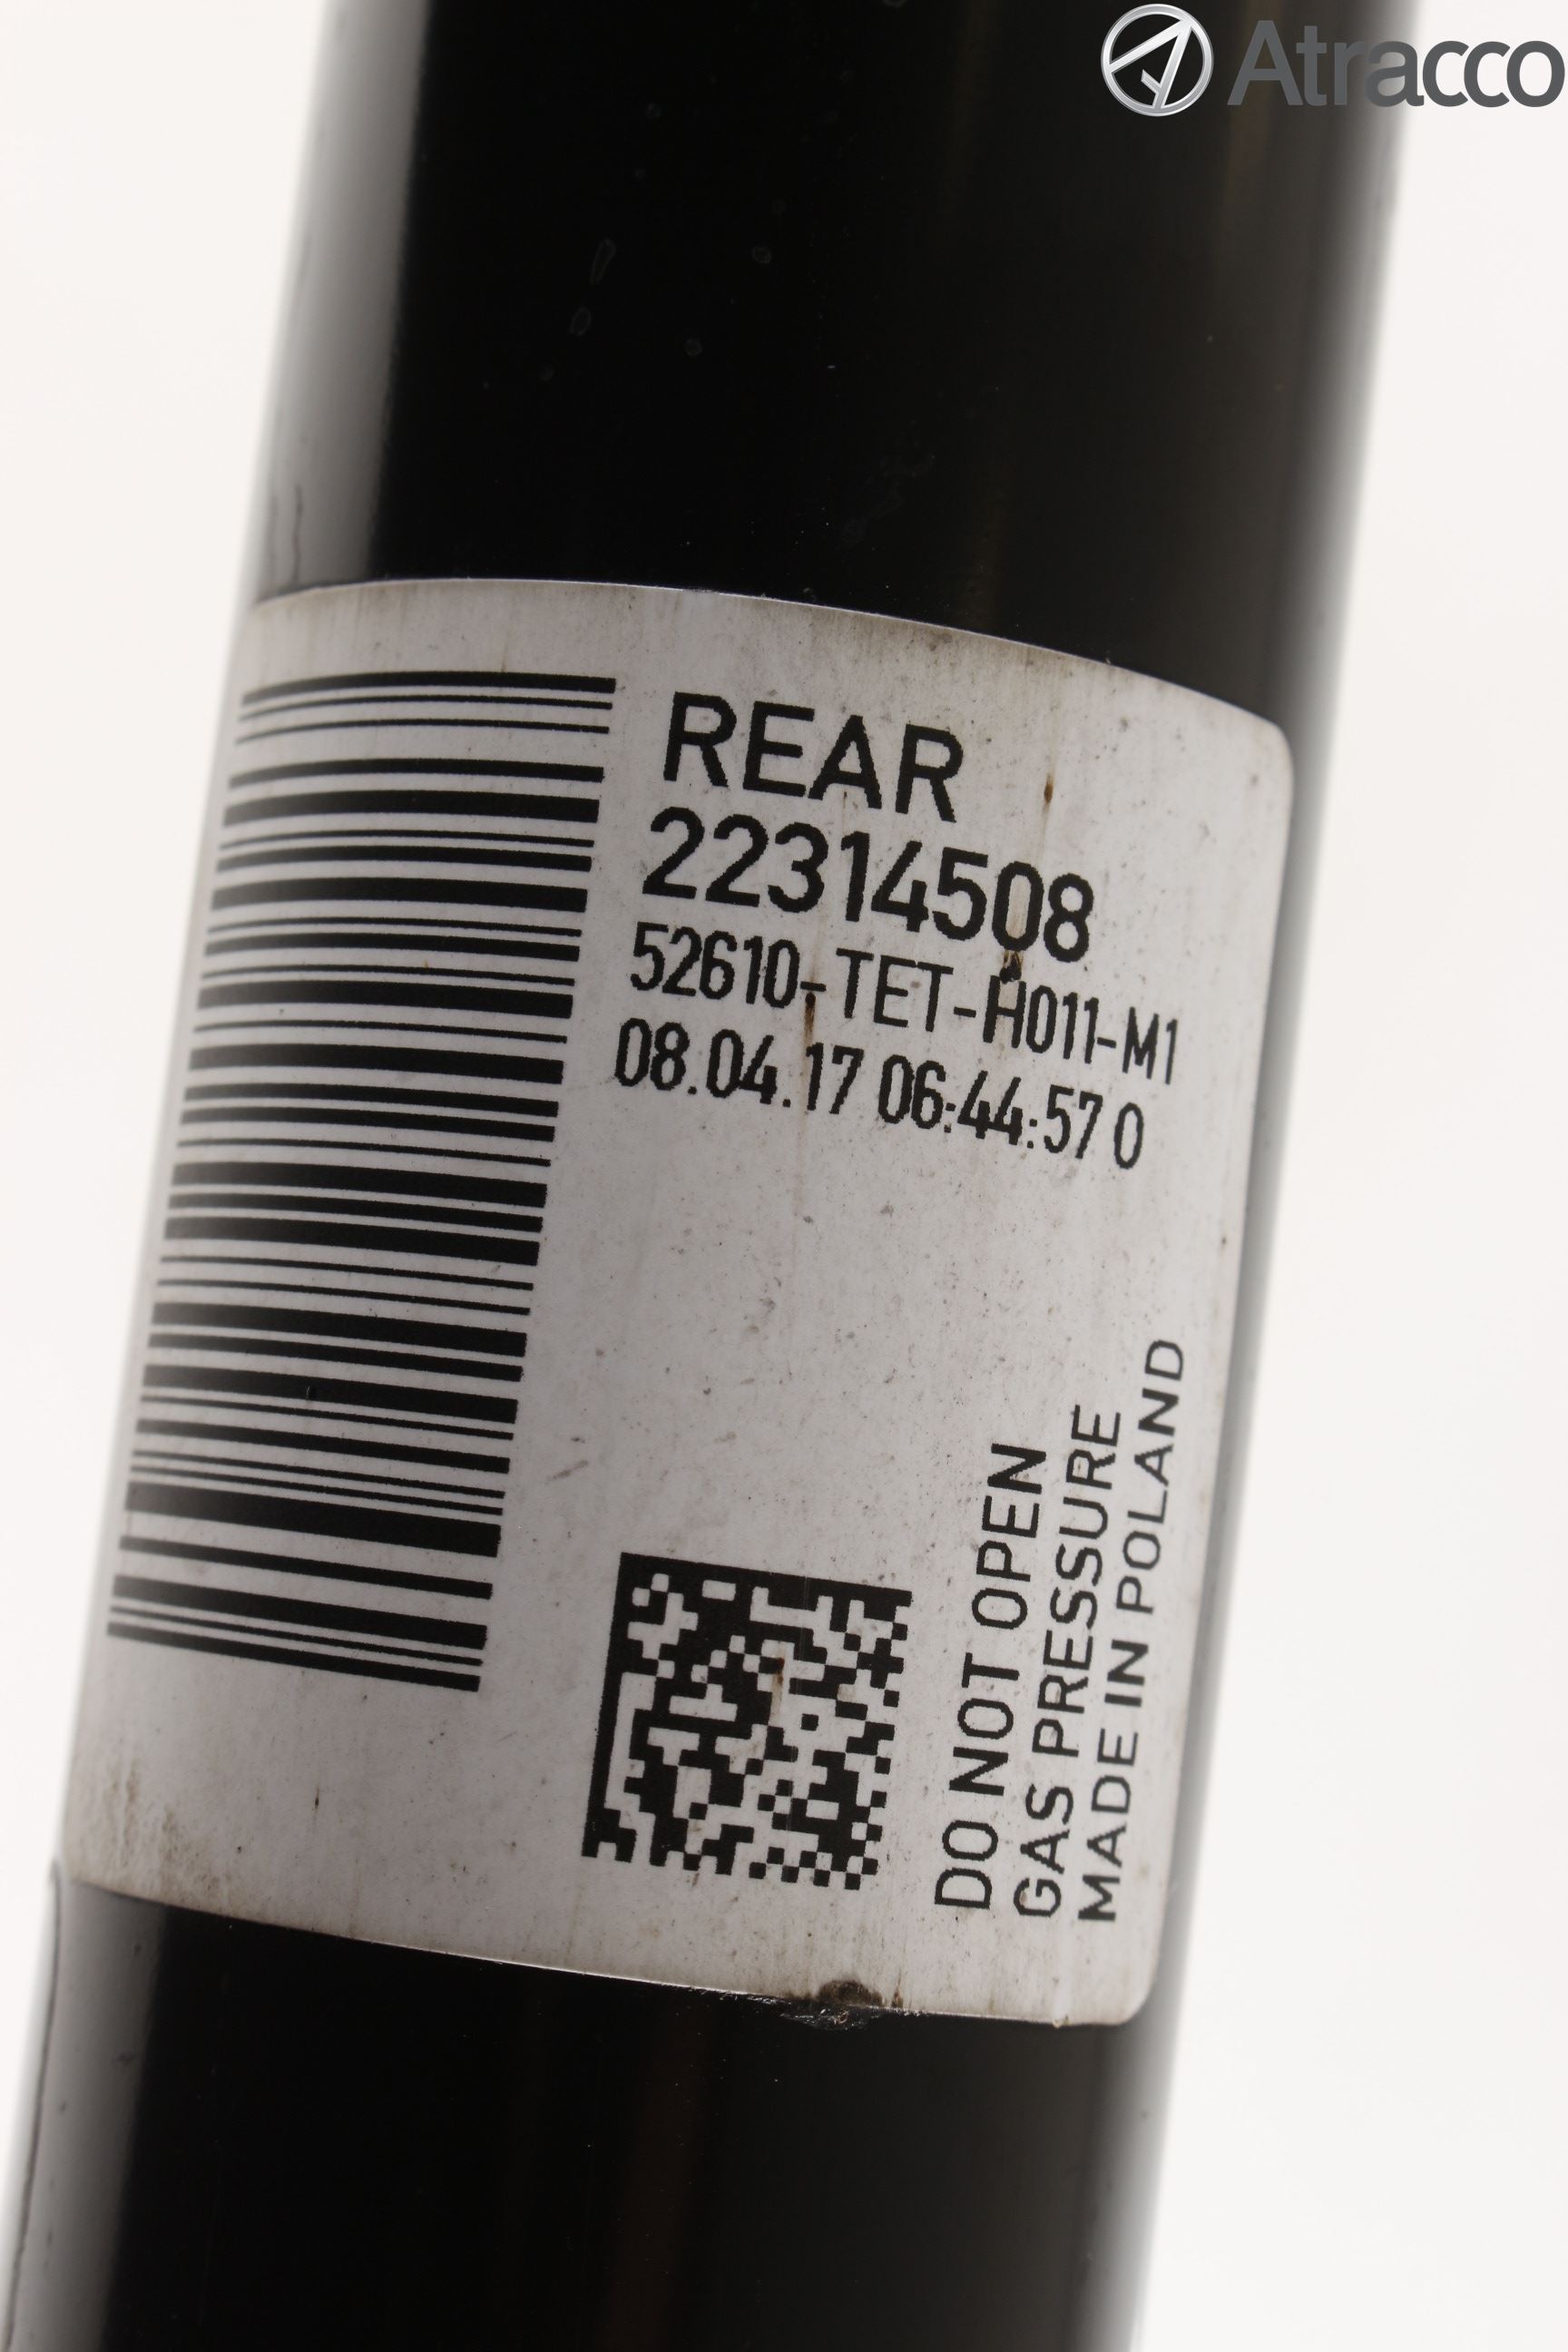 Atracco
REAR
22314508
52610-TET-H011-M1
08.04.17 06:44:57 0
DO NOT OPEN
GAS PRESSURE
MADE IN POLAND